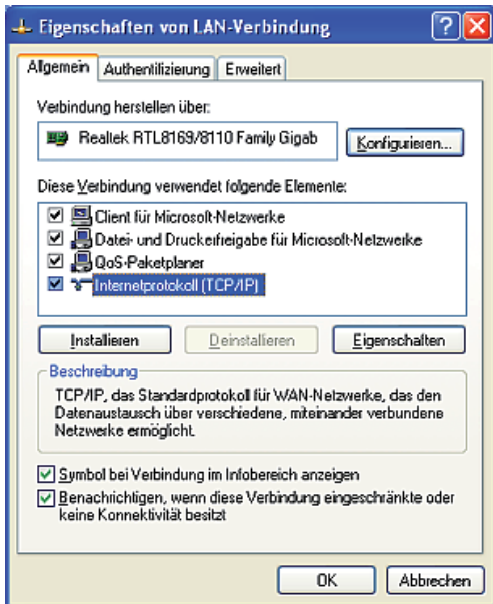 Eigenschaften von LAN-Verbindung
Allgemein Authentifizierung Erweitert
Verbindung herstellen über:
Realtek RTL8169/8110 Family Gigab Konfigurieren...
Diese Verbindung verwendet folgende Elemente:
Client für Microsoft-Netzwerke
Datei- und Druckerfreigabe für Microsoft-Netzwerke
QoS-Paketplaner
Internetprotokoll (TCP/IP)
Installieren Deinstallieren Eigenschaften
Beschreibung
TCP/IP, das Standardprotokoll für WAN-Netzwerke, das den
Datenaustausch über verschiedene, miteinander verbundene
Netzwerke ermöglicht.
Symbol bei Verbindung im Infobereich anzeigen
Benachrichtigen, wenn diese Verbindung eingeschränkte oder
keine Konnektivität besitzt
OK Abbrechen